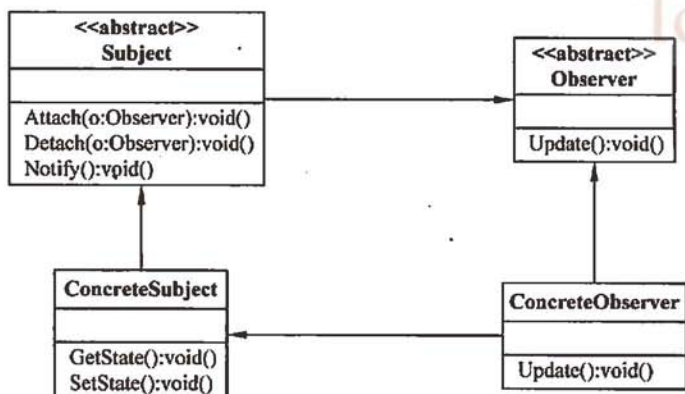 <<abstract>>
Subject
Attach(o:Observer):void()
Detach(o:Observer):void()
Notify():void()
<<abstract>>
Observer
Update():void()
ConcreteSubject
GetState():void()
SetState():void()
ConcreteObserver
Update():void()